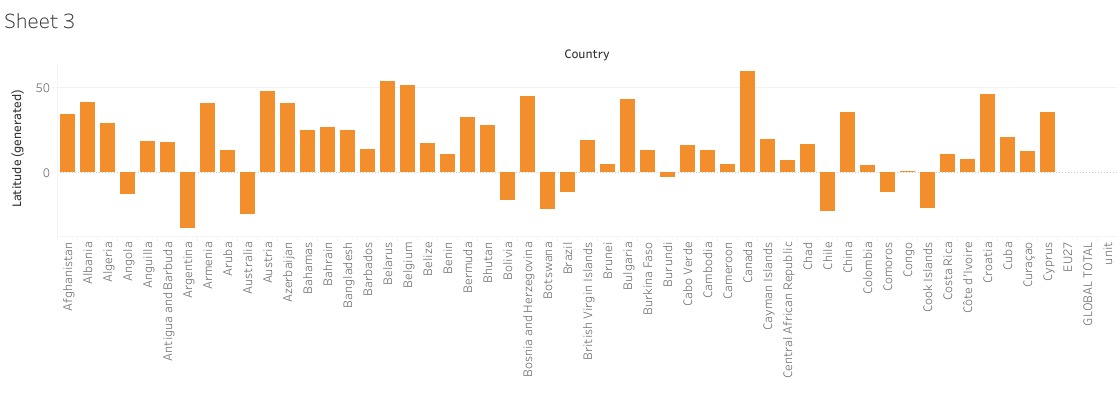 Sheet 3
Country
Latitude (generated)
50
0
Afghanistan
Albania
Algeria
Angola
Anguilla
Antigua and Barbuda
Argentina
Armenia
Aruba
Australia
Austria
Azerbaijan
Bahamas
Bahrain
Bangladesh
Barbados
Belarus
Belgium
Belize
Benin
Bermuda
Bhutan
Bolivia
Bosnia and Herzegovina
Botswana
Brazil
British Virgin Islands
Brunei
Bulgaria
Burkina Faso
Burundi
Cabo Verde
Cambodia
Cameroon
Canada
Cayman Islands
Central African Republic
Chad
Chile
China
Colombia
Comoros
Congo
Cook Islands
Costa Rica
Côte d'Ivoire
Croatia
Cuba
Curaçao
Cyprus
EU27
GLOBAL TOTAL
unit